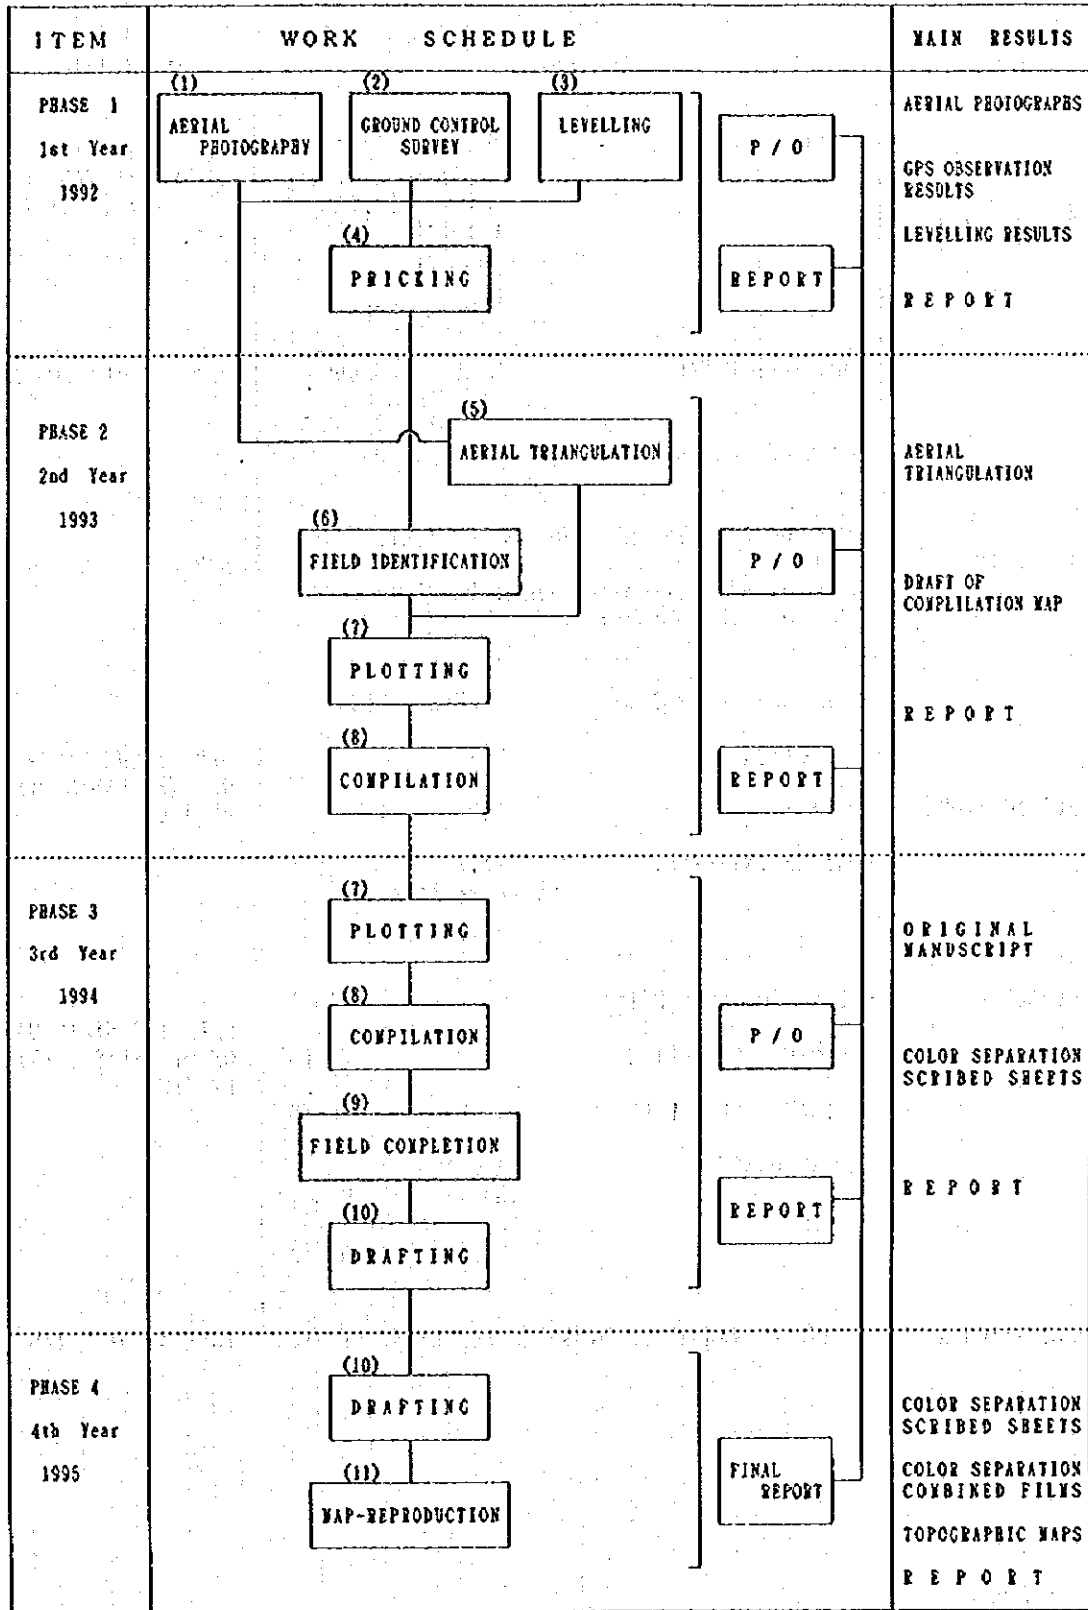 ITEM
WORK SCHEDULE
MAIN RESULTS
PHASE 1
1st Year
1992
(1)
AERIAL
PHOTOGRAPHY
(2)
GROUND CONTROL
SURVEY
(3)
LEVELLING
(4)
PRICKING
P / O
REPORT
AERIAL PHOTOGRAPHS
GPS OBSERVATION
RESULTS
LEVELLING RESULTS
REPORT
PHASE 2
2nd Year
1993
(5)
AERIAL TRIANGULATION
(6)
FIELD IDENTIFICATION
(7)
PLOTTING
(8)
COMPILATION
P / O
REPORT
AERIAL
TRIANGULATION
DRAFT OF
COMPLILATION MAP
REPORT
PHASE 3
3rd Year
1994
(7)
PLOTTING
(8)
COMPILATION
(9)
FIELD COMPLETION
(10)
DRAFTING
P / O
REPORT
ORIGINAL
MANUSCRIPT
COLOR SEPARATION
SCRIBED SHEETS
REPORT
PHASE 4
4th Year
1995
(10)
DRAFTING
(11)
MAP-REPRODUCTION
FINAL
REPORT
COLOR SEPARATION
SCRIBED SHEETS
COLOR SEPARATION
COMBINED FILMS
TOPOGRAPHIC MAPS
REPORT